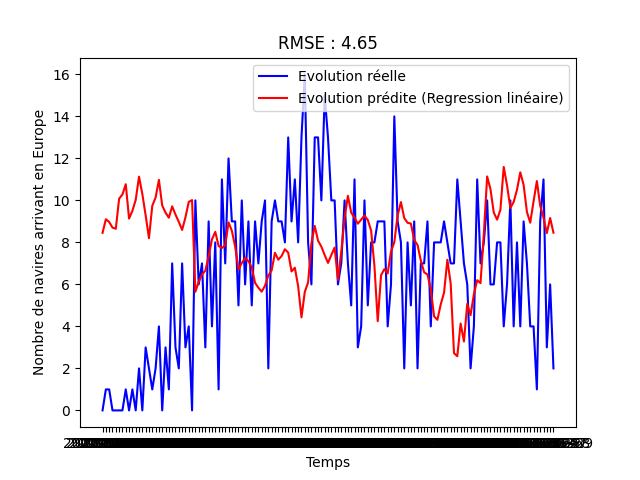 RMSE : 4.65
Evolution réelle
Evolution prédite (Regression linéaire)
Nombre de navires arrivant en Europe
16
14
12
10
8
6
4
2
0
Temps